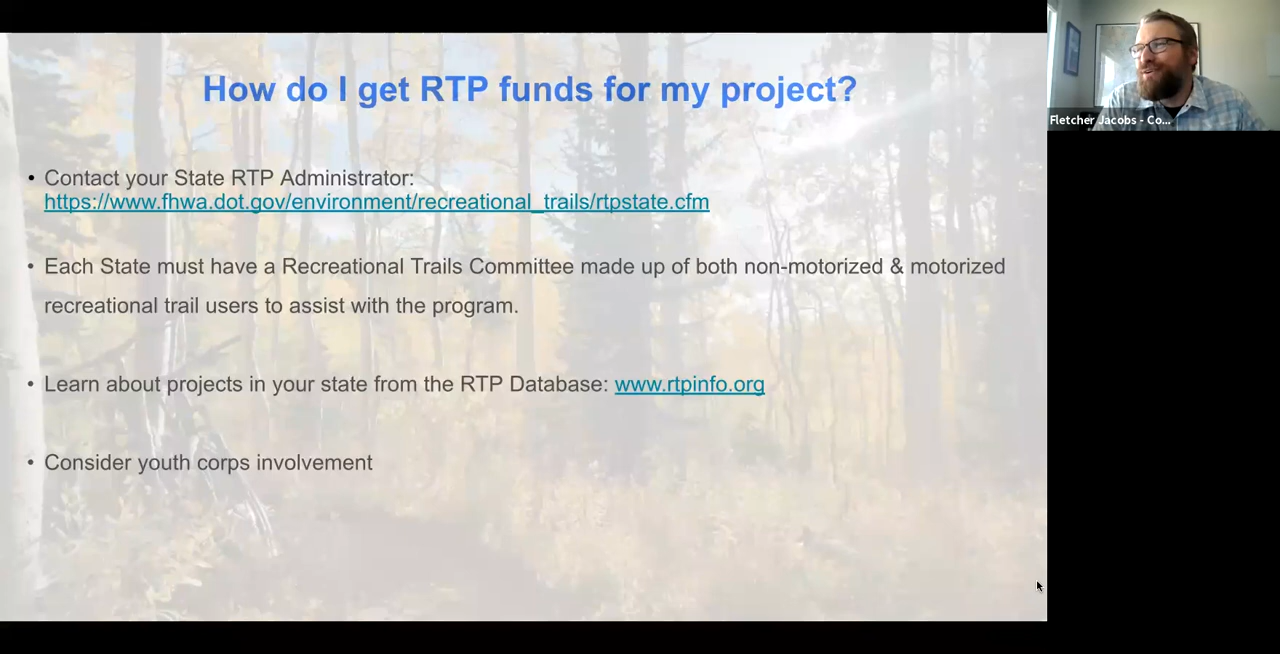 How do I get RTP funds for my project?
• Contact your State RTP Administrator:
https://www.fhwa.dot.gov/environment/recreational_trails/rtpstate.cfm
• Each State must have a Recreational Trails Committee made up of both non-motorized & motorized
recreational trail users to assist with the program.
• Learn about projects in your state from the RTP Database: www.rtpinfo.org
• Consider youth corps involvement
Fletcher Jacobs - Co...